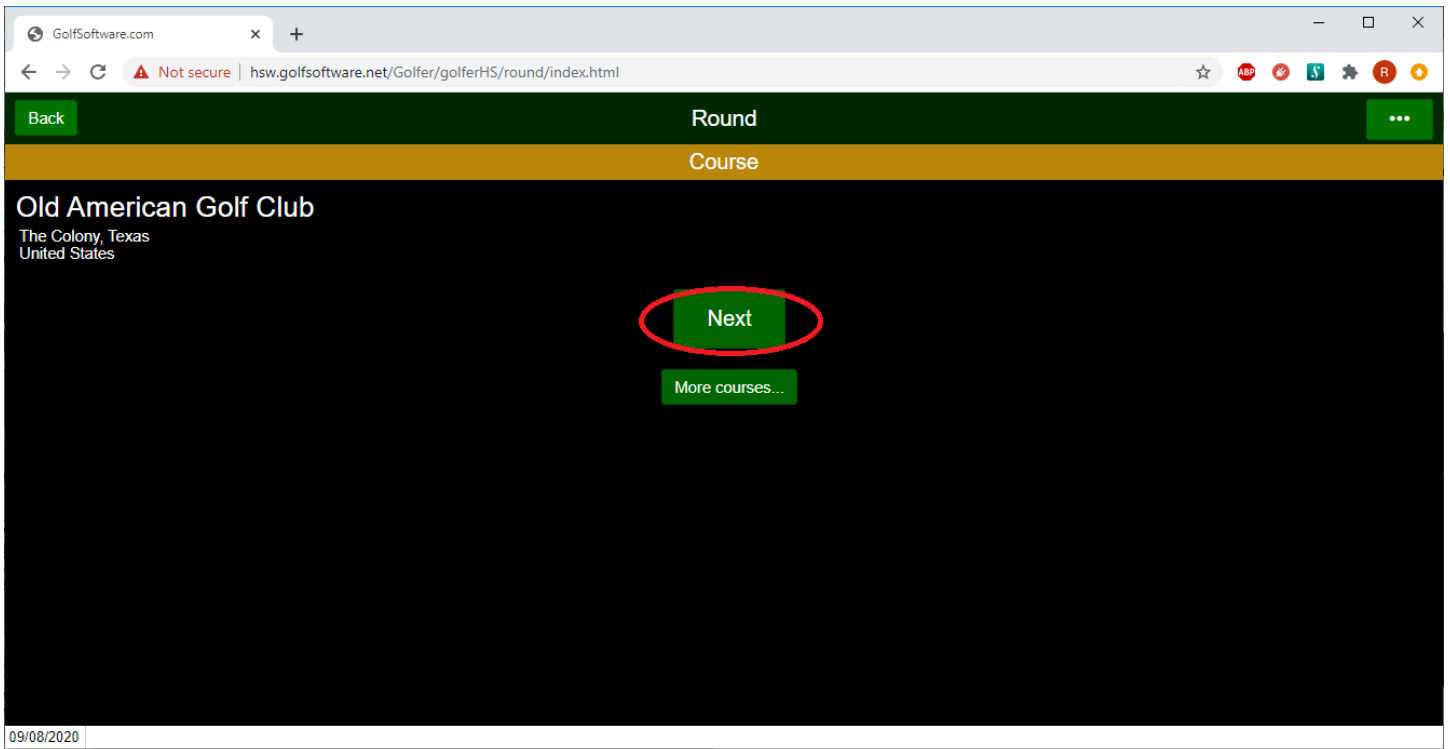 GolfSoftware.com
Not secure | hsw.golfsoftware.net/Golfer/golferHS/round/index.html
ABP
S
R
Back
Round
•••
Course
Old American Golf Club
The Colony, Texas
United States
Next
More courses...
09/08/2020